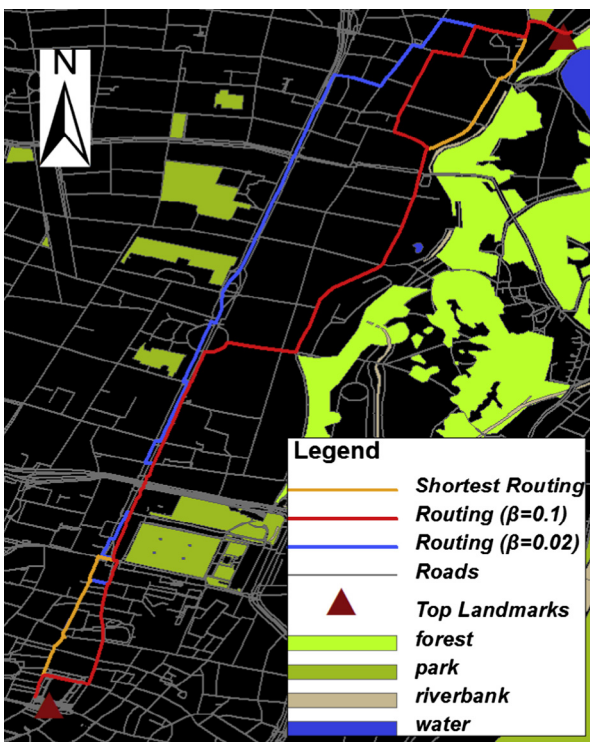 N
Legend
Shortest Routing
Routing (β=0.1)
Routing (β=0.02)
Roads
Top Landmarks
forest
park
riverbank
water